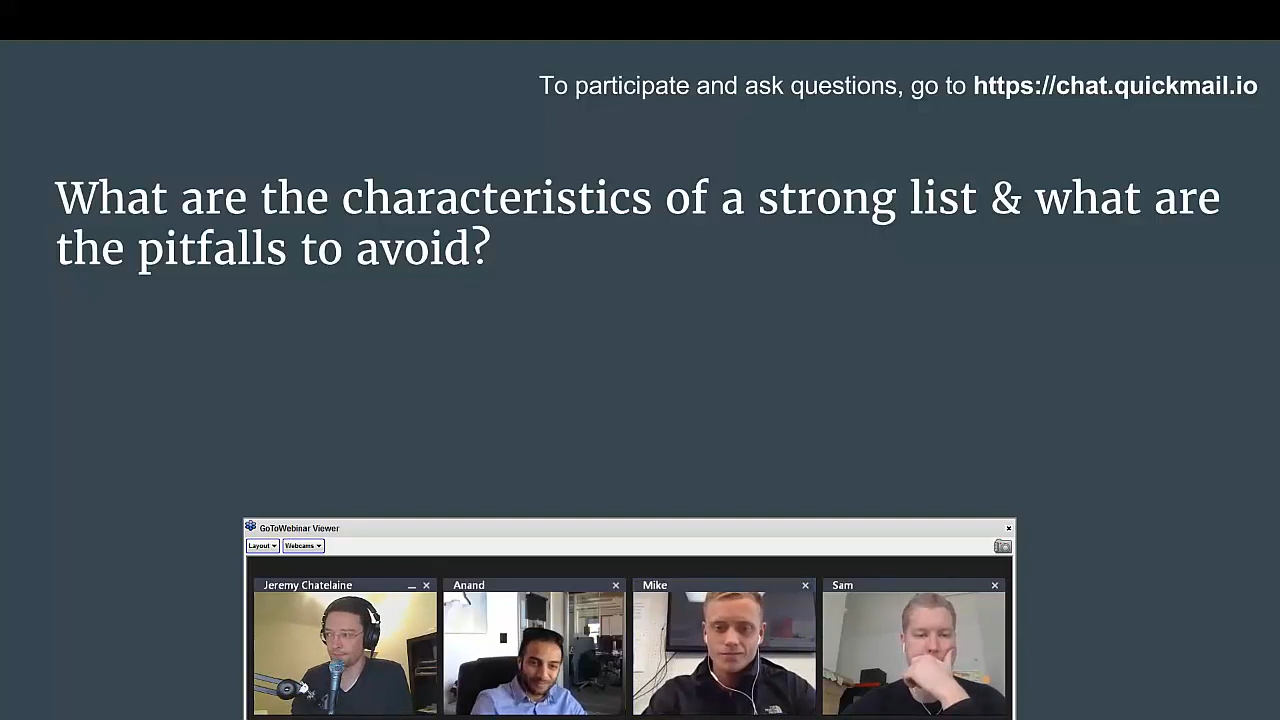 To participate and ask questions, go to https://chat.quickmail.io
What are the characteristics of a strong list & what are
the pitfalls to avoid?
GoToWebinar Viewer
Layout
Webcams
Jeremy Chatelaine
Anand
Mike
Sam